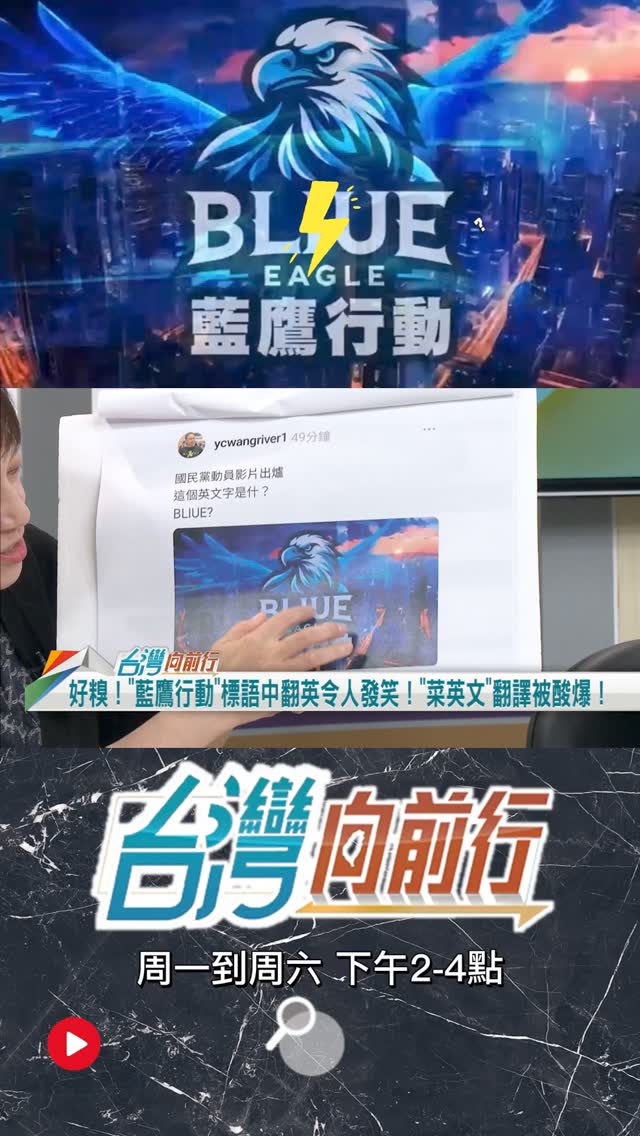 BLIUE
EAGLE
藍鷹行動
ycwangriver1 49分鐘
國民黨動員影片出爐
這個英文字是什？
BLIUE?
BLIUE
EAGLE
台灣向前行
好糗！"藍鷹行動"標語中翻英令人發笑！"菜英文"翻譯被酸爆！
台灣向前行
周一到周六 下午2-4點